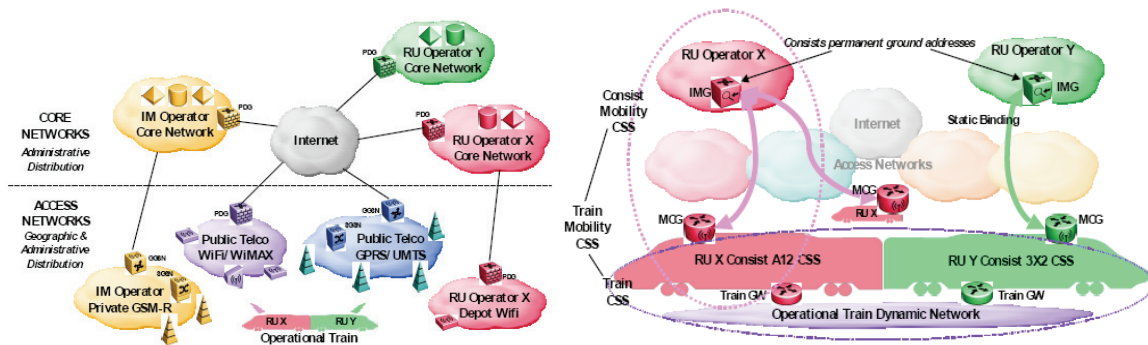 PDG
RU Operator Y
Core Network
IM Operator
Core Network
PDG
CORE
NETWORKS
Administrative
Distribution
Internet
PDG
RU Operator X
Core Network
ACCESS
NETWORKS
Geographic &
Administrative
Distribution
PDG
Public Telco
WiFi/ WiMAX
GGSN
SGSN
Public Telco
GPRS/ UMTS
GGSN
SGSN
IM Operator
Private GSM-R
PDG
RU Operator X
Depot Wifi
RU X
RU Y
Operational Train
Consists permanent ground addresses
RU Operator X
IMG
RU Operator Y
IMG
Consist
Mobility
CSS
Internet
Static Binding
Access Networks
MCG
RU X
Train
Mobility
CSS
MCG
MCG
RU X Consist A12 CSS
RU Y Consist 3X2 CSS
Train
CSS
Train GW
Train GW
Operational Train Dynamic Network